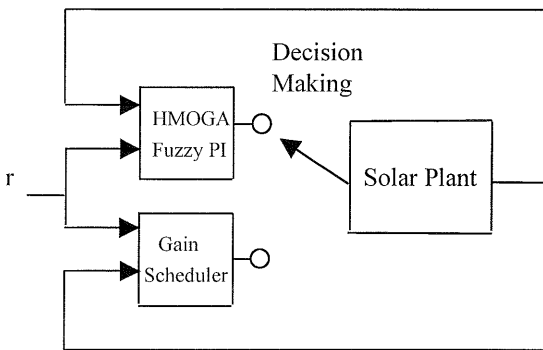 Decision
Making
HMOGA
Fuzzy PI
Solar Plant
r
Gain
Scheduler